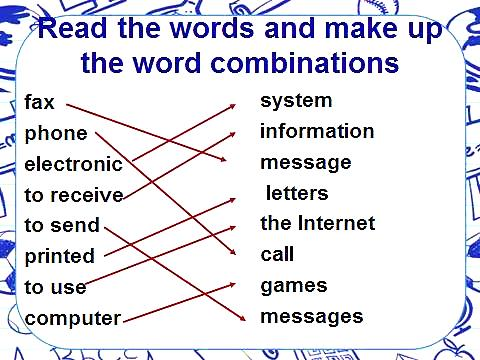 Read the words and make up
the word combinations
fax
phone
electronic
to receive
to send
printed
to use
computer
system
information
message
letters
the Internet
call
games
messages